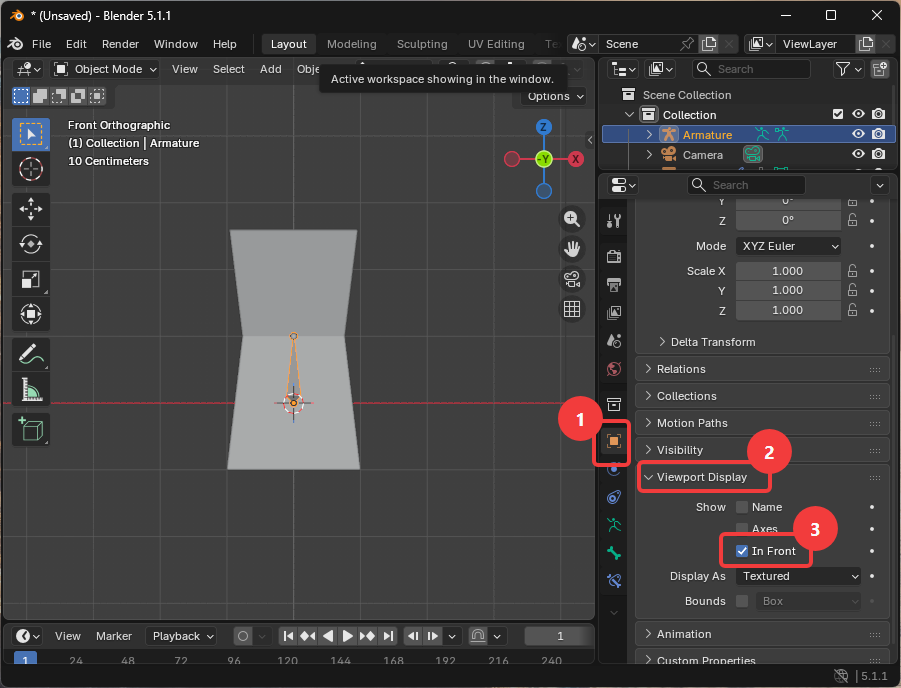 * (Unsaved) - Blender 5.1.1
File Edit Render Window Help Layout Modeling Sculpting UV Editing Te Scene ViewLayer
Object Mode View Select Add Obje
Active workspace showing in the window.
Options
Front Orthographic
(1) Collection | Armature
10 Centimeters
Z
-Y
X
Search
Scene Collection
Collection
Armature
Camera
Search
Y 0°
Z 0°
Mode XYZ Euler
Scale X 1.000
Y 1.000
Z 1.000
Delta Transform
Relations
Collections
1
Motion Paths
Visibility
2
Viewport Display
Show Name
Axes
3
In Front
Display As Textured
Bounds Box
Animation
Custom Properties
View Marker Playback 1
1 24 48 72 96 120 144 168 192 216 240
5.1.1